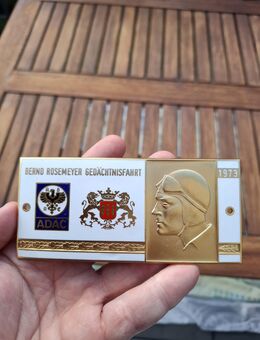 BERND ROSEMEYER GEDÄCHTNISFAHRT
1973
ADAC